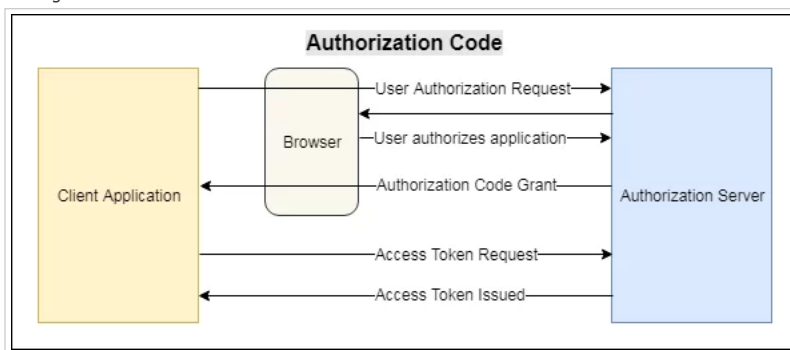 Authorization Code
User Authorization Request
Browser
User authorizes application
Client Application
Authorization Code Grant
Authorization Server
Access Token Request
Access Token Issued